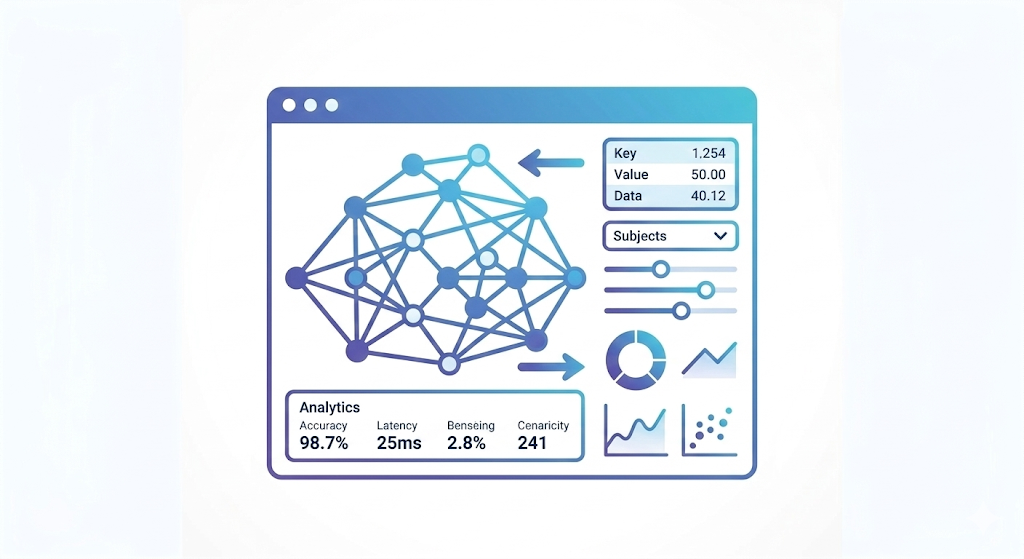 Key 1.254
Value 50.00
Data 40.12
Subjects
Analytics
Accuracy Latency Benseing Cenaricity
98.7% 25ms 2.8% 241